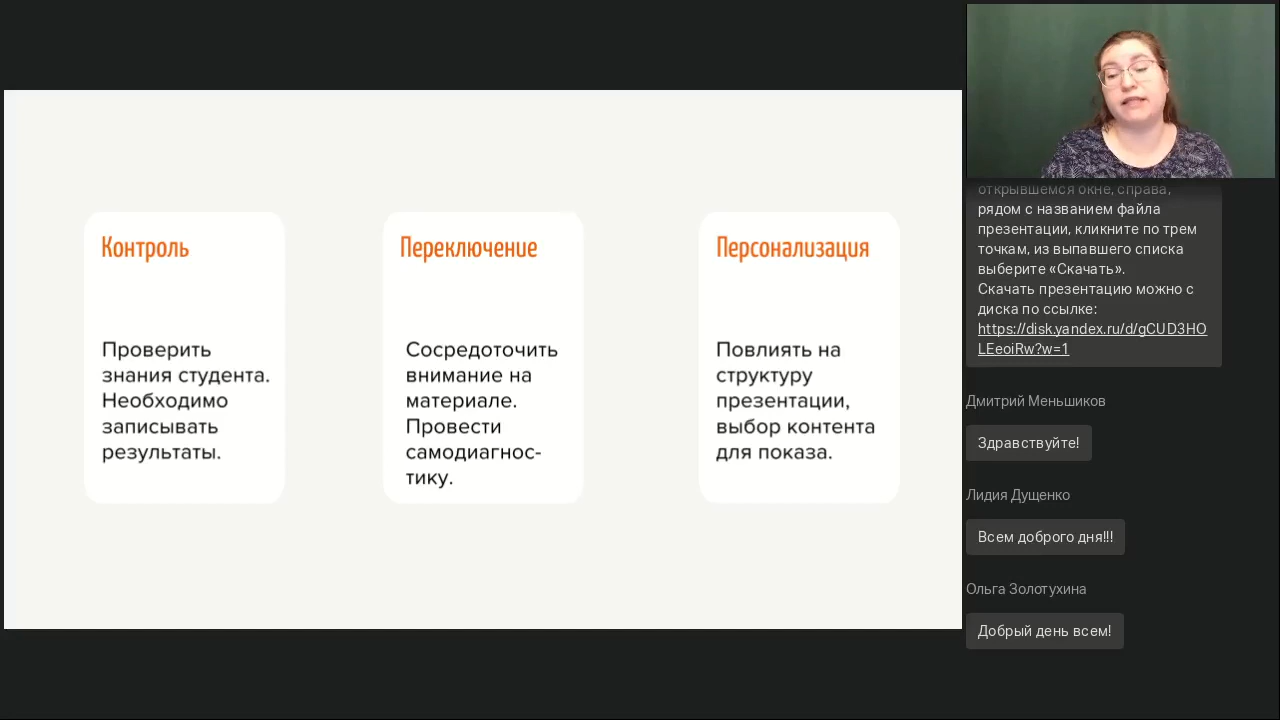 Контроль
Проверить
знания студента.
Необходимо
записывать
результаты.
Переключение
Сосредоточить
внимание на
материале.
Провести
самодиагнос-
тику.
Персонализация
Повлиять на
структуру
презентации,
выбор контента
для показа.
открывшемся окне, справа,
рядом с названием файла
презентации, кликните по трем
точкам, из выпавшего списка
выберите «Скачать».
Скачать презентацию можно с
диска по ссылке:
https://disk.yandex.ru/d/gCUD3HO
LEeoiRw?w=1
Дмитрий Меньшиков
Здравствуйте!
Лидия Дущенко
Всем доброго дня!!!
Ольга Золотухина
Добрый день всем!